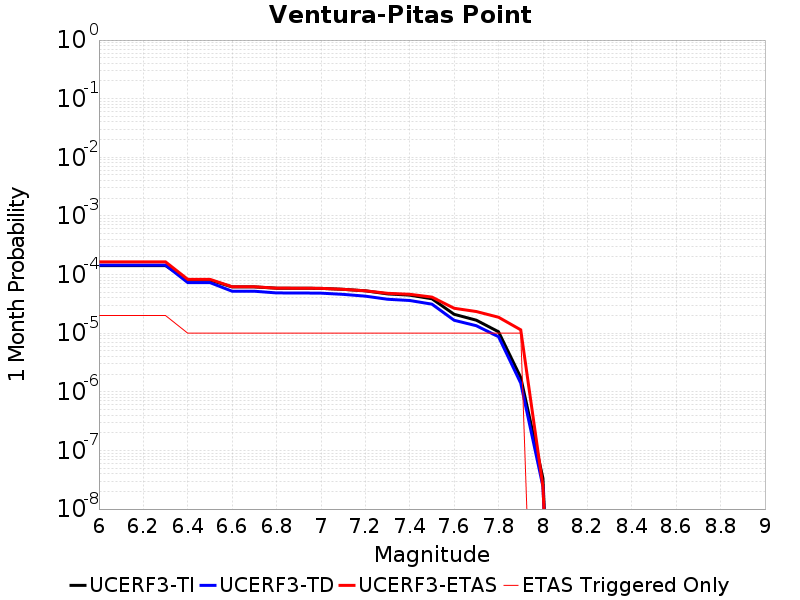 Ventura-Pitas Point
1 Month Probability
10^0
10^-1
10^-2
10^-3
10^-4
10^-5
10^-6
10^-7
10^-8
6 6.2 6.4 6.6 6.8 7 7.2 7.4 7.6 7.8 8 8.2 8.4 8.6 8.8 9
Magnitude
UCERF3-TI UCERF3-TD UCERF3-ETAS ETAS Triggered Only